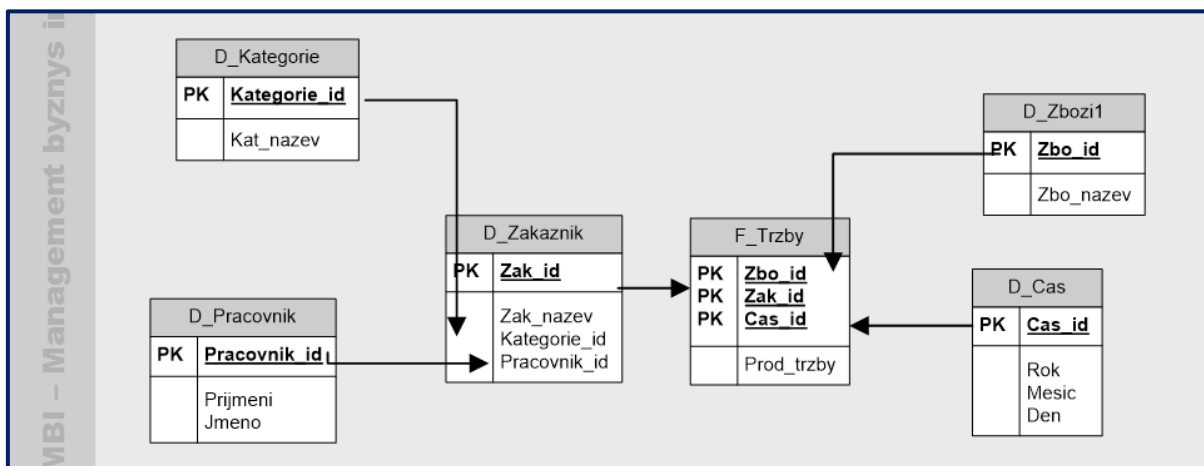 MBI – Management byznys i
D_Kategorie
PK Kategorie_id
Kat_nazev
D_Zbozi1
PK Zbo_id
Zbo_nazev
D_Zakaznik
PK Zak_id
Zak_nazev
Kategorie_id
Pracovnik_id
F_Trzby
PK Zbo_id
PK Zak_id
PK Cas_id
Prod_trzby
D_Pracovnik
PK Pracovnik_id
Prijmeni
Jmeno
D_Cas
PK Cas_id
Rok
Mesic
Den